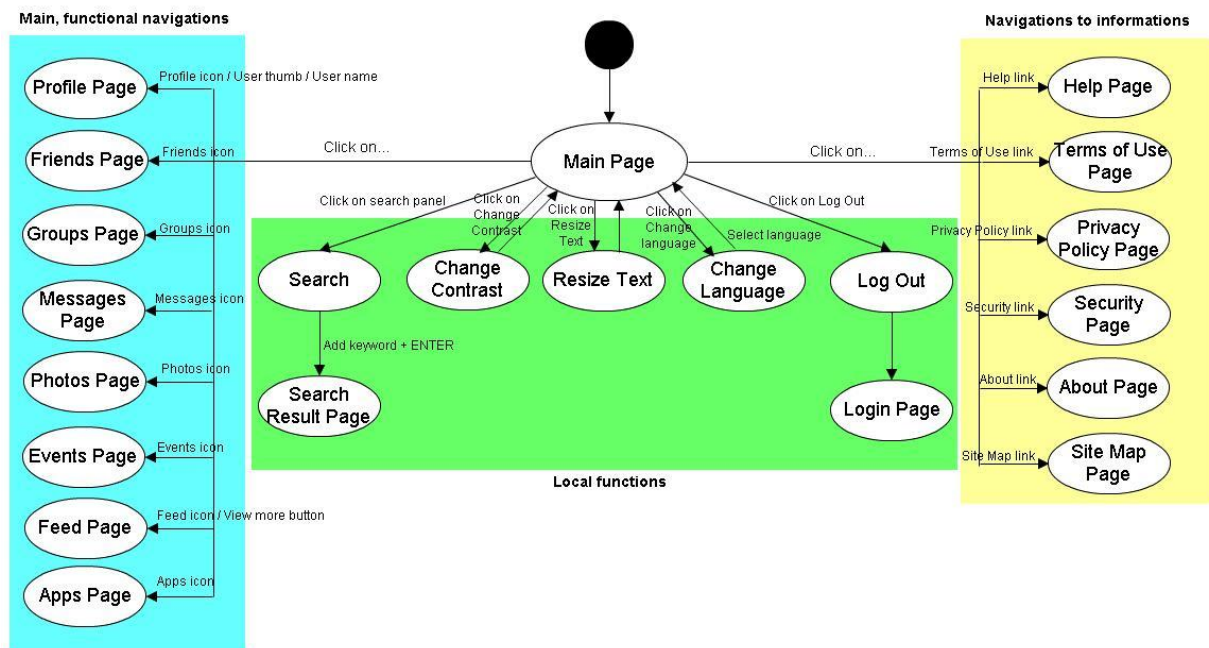 Main, functional navigations
Navigations to informations
Profile icon / User thumb / User name
Profile Page
Friends icon
Friends Page
Groups icon
Groups Page
Messages icon
Messages
Page
Photos icon
Photos Page
Events icon
Events Page
Feed icon / View more button
Feed Page
Apps icon
Apps Page
Click on...
Main Page
Click on...
Click on search panel
Click on
Change
Contrast
Click on
Resize
Text
Click on
Change
language
Select language
Click on Log Out
Search
Change
Contrast
Resize Text
Change
Language
Log Out
Add keyword + ENTER
Search
Result Page
Login Page
Local functions
Help link
Help Page
Terms of Use link
Terms of Use
Page
Privacy Policy link
Privacy
Policy Page
Security link
Security
Page
About link
About Page
Site Map link
Site Map
Page